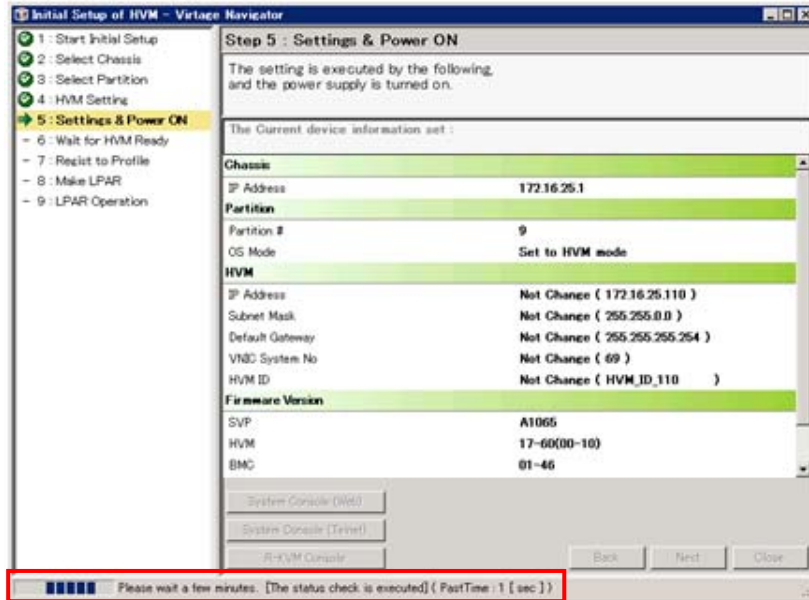 Initial Setup of HVM - Virtage Navigator
1 : Start Initial Setup
2 : Select Chassis
3 : Select Partition
4 : HVM Setting
5 : Settings & Power ON
- 6 : Wait for HVM Ready
- 7 : Regist to Profile
- 8 : Make LPAR
- 9 : LPAR Operation
Step 5 : Settings & Power ON
The setting is executed by the following,
and the power supply is turned on.
The Current device information set :
Chassis
IP Address 172.16.25.1
Partition
Partition # 9
OS Mode Set to HVM mode
HVM
IP Address Not Change ( 172.16.25.110 )
Subnet Mask Not Change ( 255.255.0.0 )
Default Gateway Not Change ( 255.255.255.254 )
VNIC System No Not Change ( 69 )
HVM ID Not Change ( HVM_ID_110 )
Firmware Version
SVP A1065
HVM 17-60(00-10)
BMC 01-46
System Console (Web)
System Console (Telnet)
R-KVM Console
Back Next Close
Please wait a few minutes. [The status check is executed] ( PastTime : 1 [ sec ] )